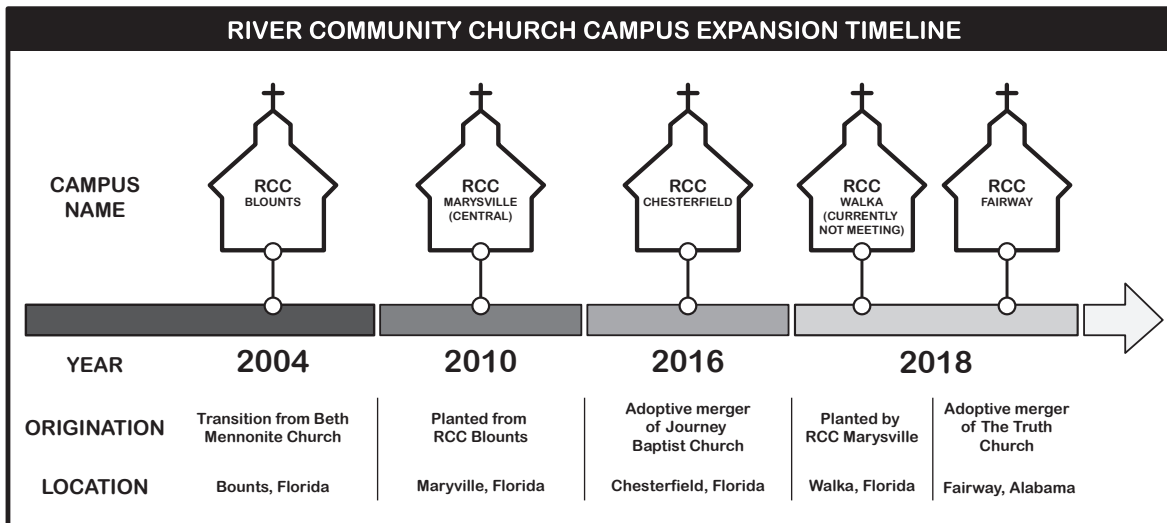 RIVER COMMUNITY CHURCH CAMPUS EXPANSION TIMELINE
CAMPUS
NAME
RCC
BLOUNTS
RCC
MARYSVILLE
(CENTRAL)
RCC
CHESTERFIELD
RCC
WALKA
(CURRENTLY
NOT MEETING)
RCC
FAIRWAY
YEAR
2004
2010
2016
2018
ORIGINATION
Transition from Beth
Mennonite Church
Planted from
RCC Blounts
Adoptive merger
of Journey
Baptist Church
Planted by
RCC Marysville
Adoptive merger
of The Truth
Church
LOCATION
Bounts, Florida
Maryville, Florida
Chesterfield, Florida
Walka, Florida
Fairway, Alabama